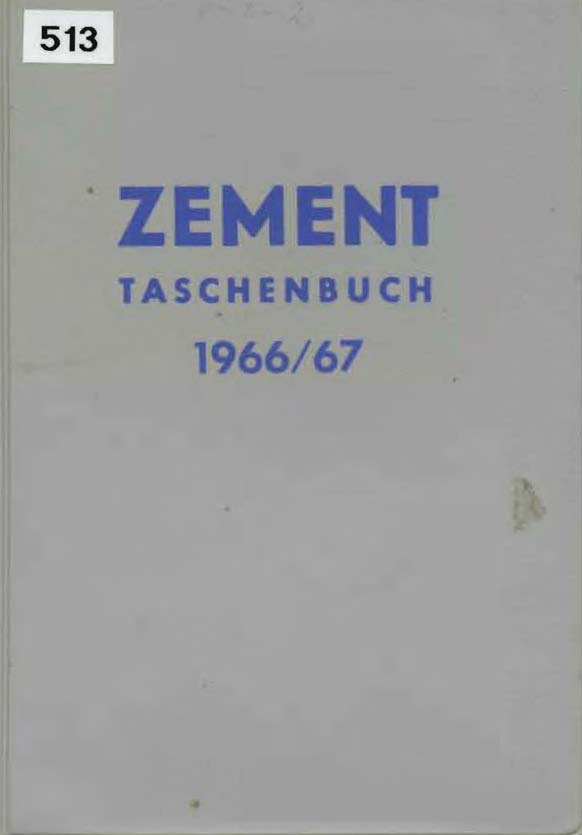 513
ZEMENT
TASCHENBUCH
1966/67